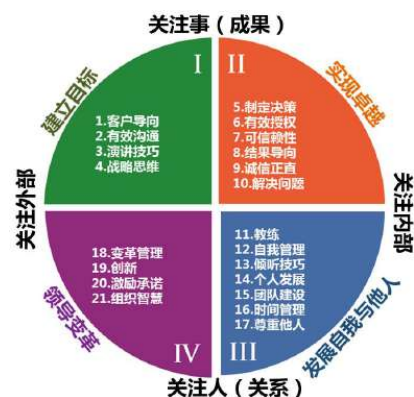 关注事（成果）
建立目标
I
1.客户导向
2.有效沟通
3.演讲技巧
4.战略思维
II
实现卓越
5.制定决策
6.有效授权
7.可信赖性
8.结果导向
9.诚信正直
10.解决问题
关注外部
关注内部
18.变革管理
19.创新
20.激励承诺
21.组织智慧
IV
领导变革
11.教练
12.自我管理
13.倾听技巧
14.个人发展
15.团队建设
16.时间管理
17.尊重他人
III
发展自我与他人
关注人（关系）